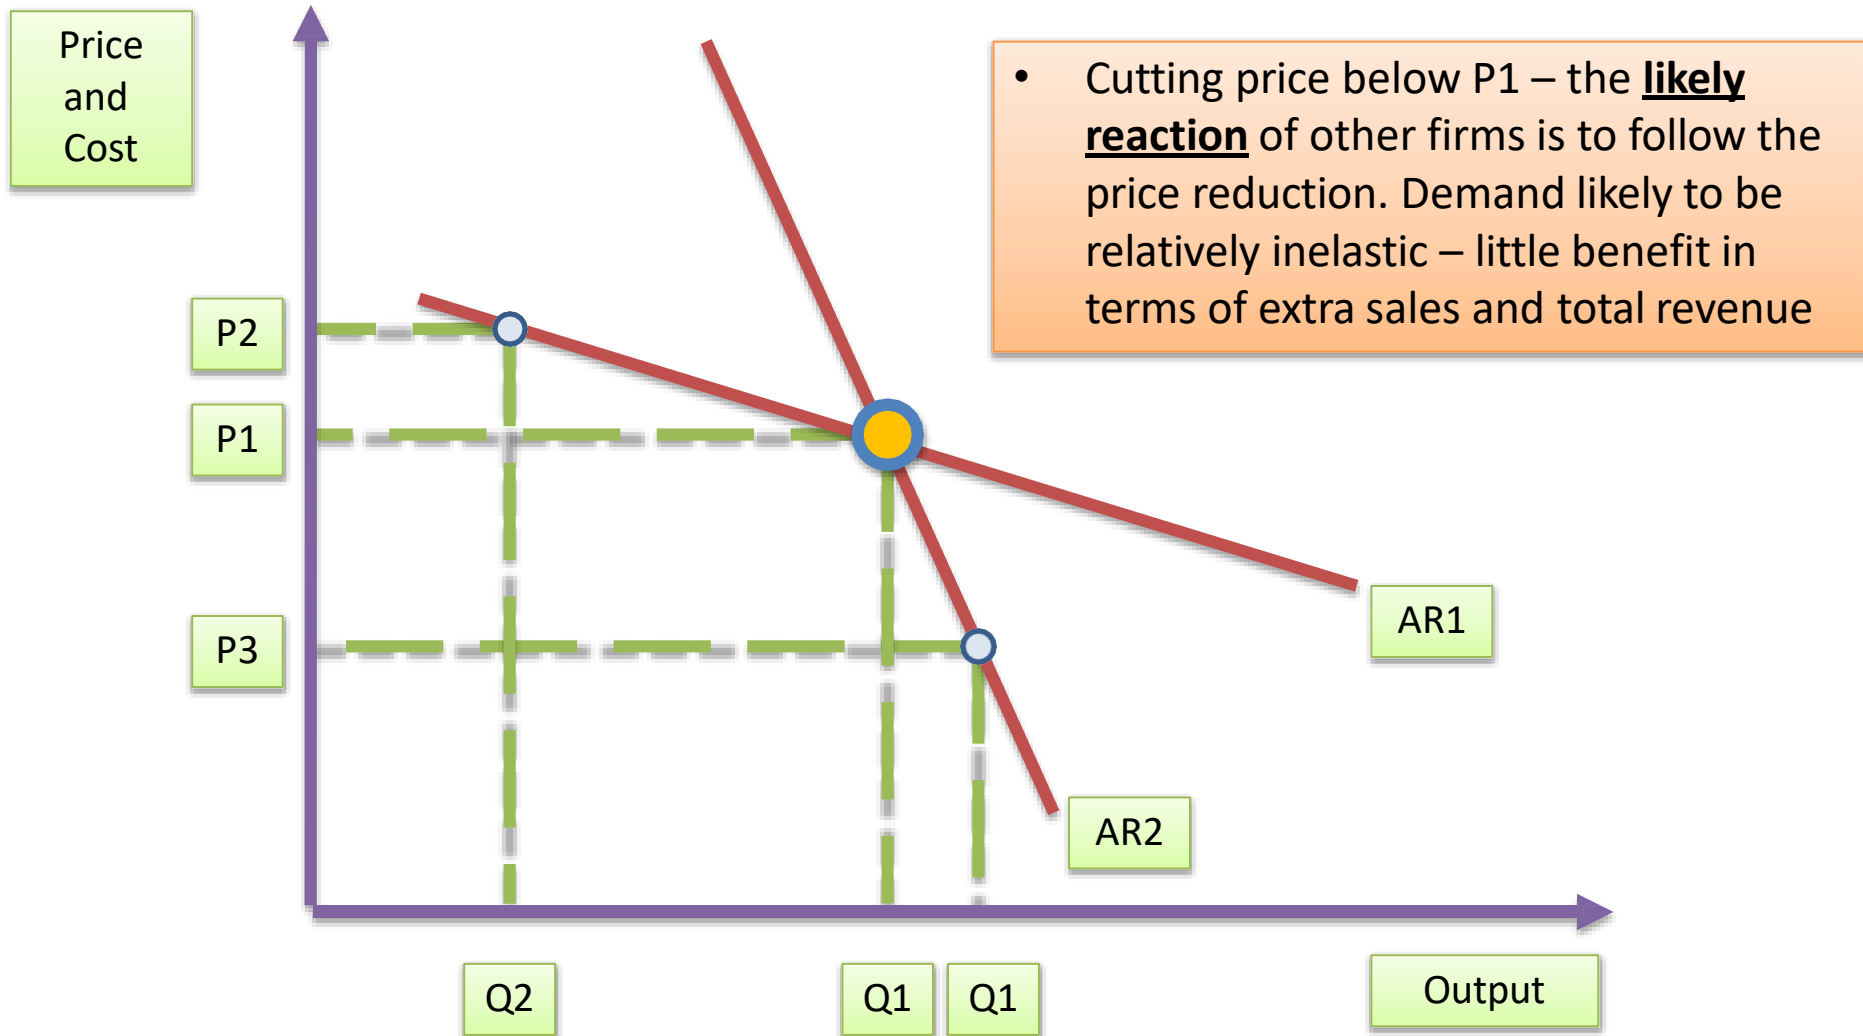 Price
and
Cost
• Cutting price below P1 – the likely
reaction of other firms is to follow the
price reduction. Demand likely to be
relatively inelastic – little benefit in
terms of extra sales and total revenue
P2
P1
P3
AR1
AR2
Q2
Q1
Q1
Output